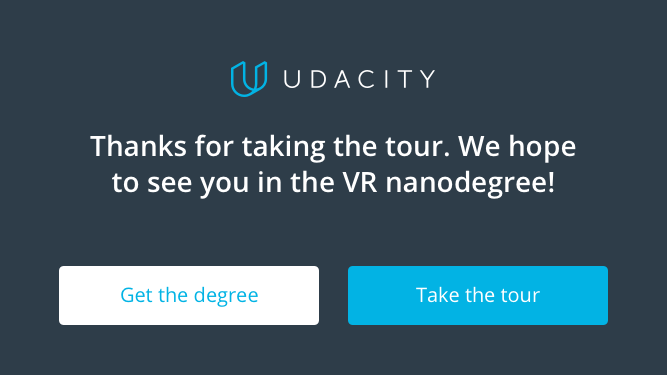 UDACITY
Thanks for taking the tour. We hope
to see you in the VR nanodegree!
Get the degree
Take the tour